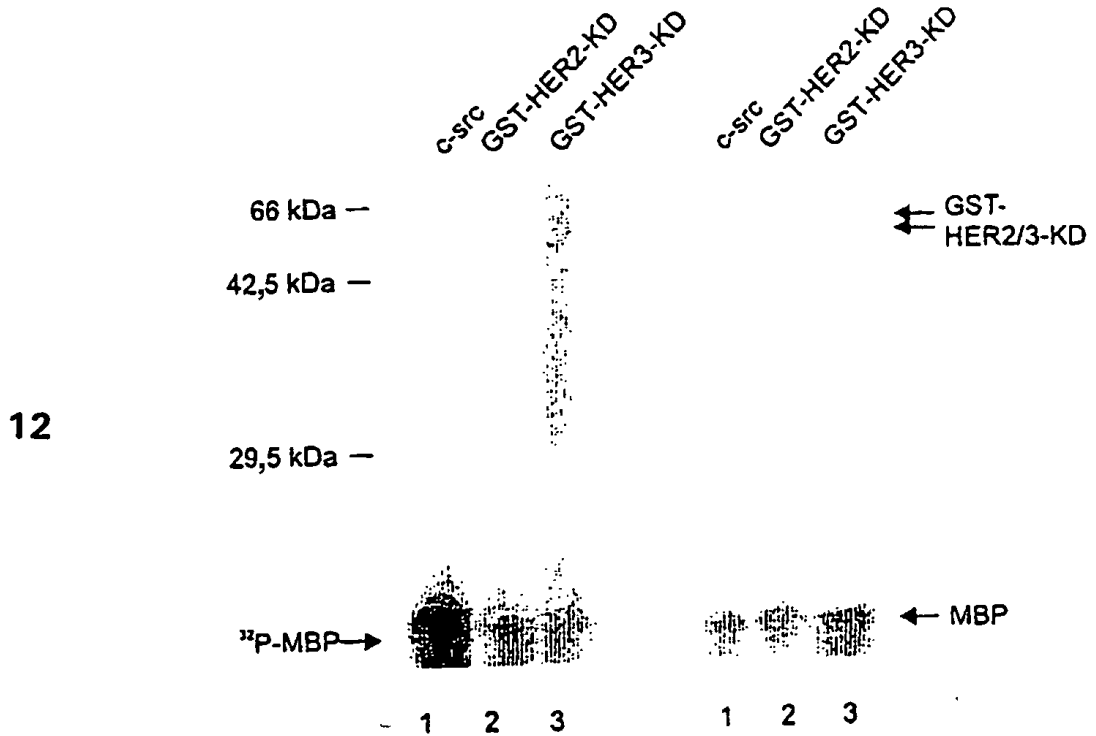 c-src GST-HER2-KD GST-HER3-KD c-src GST-HER2-KD GST-HER3-KD
66 kDa
GST-
HER2/3-KD
42,5 kDa
12
29,5 kDa
MBP
³²P-MBP
1 2 3 1 2 3